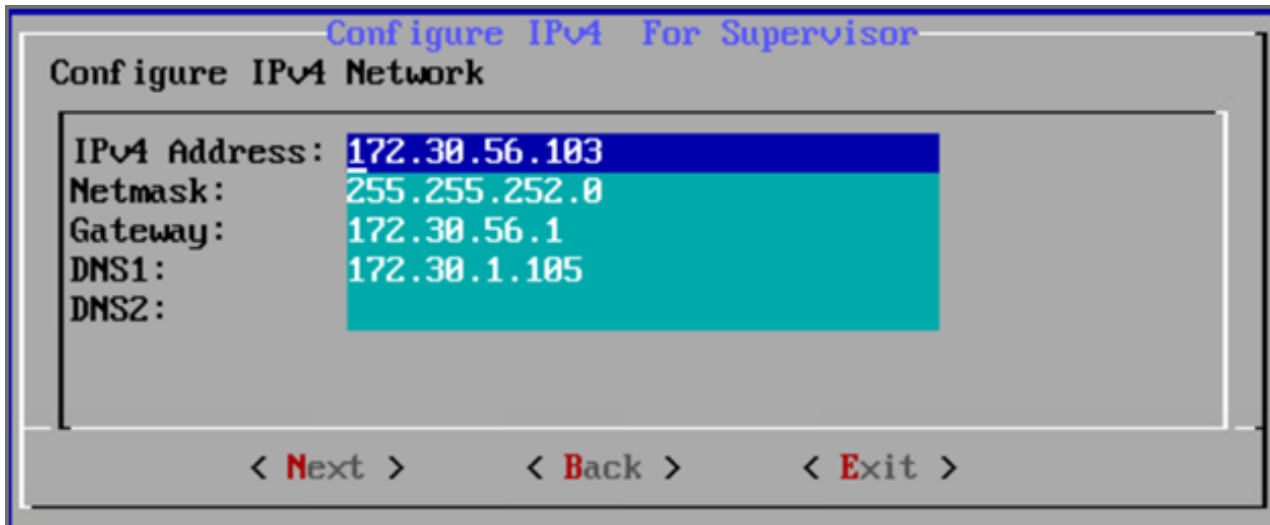 Configure IPv4 For Supervisor
Configure IPv4 Network
IPv4 Address: 172.30.56.103
Netmask: 255.255.252.0
Gateway: 172.30.56.1
DNS1: 172.30.1.105
DNS2:
< Next > < Back > < Exit >